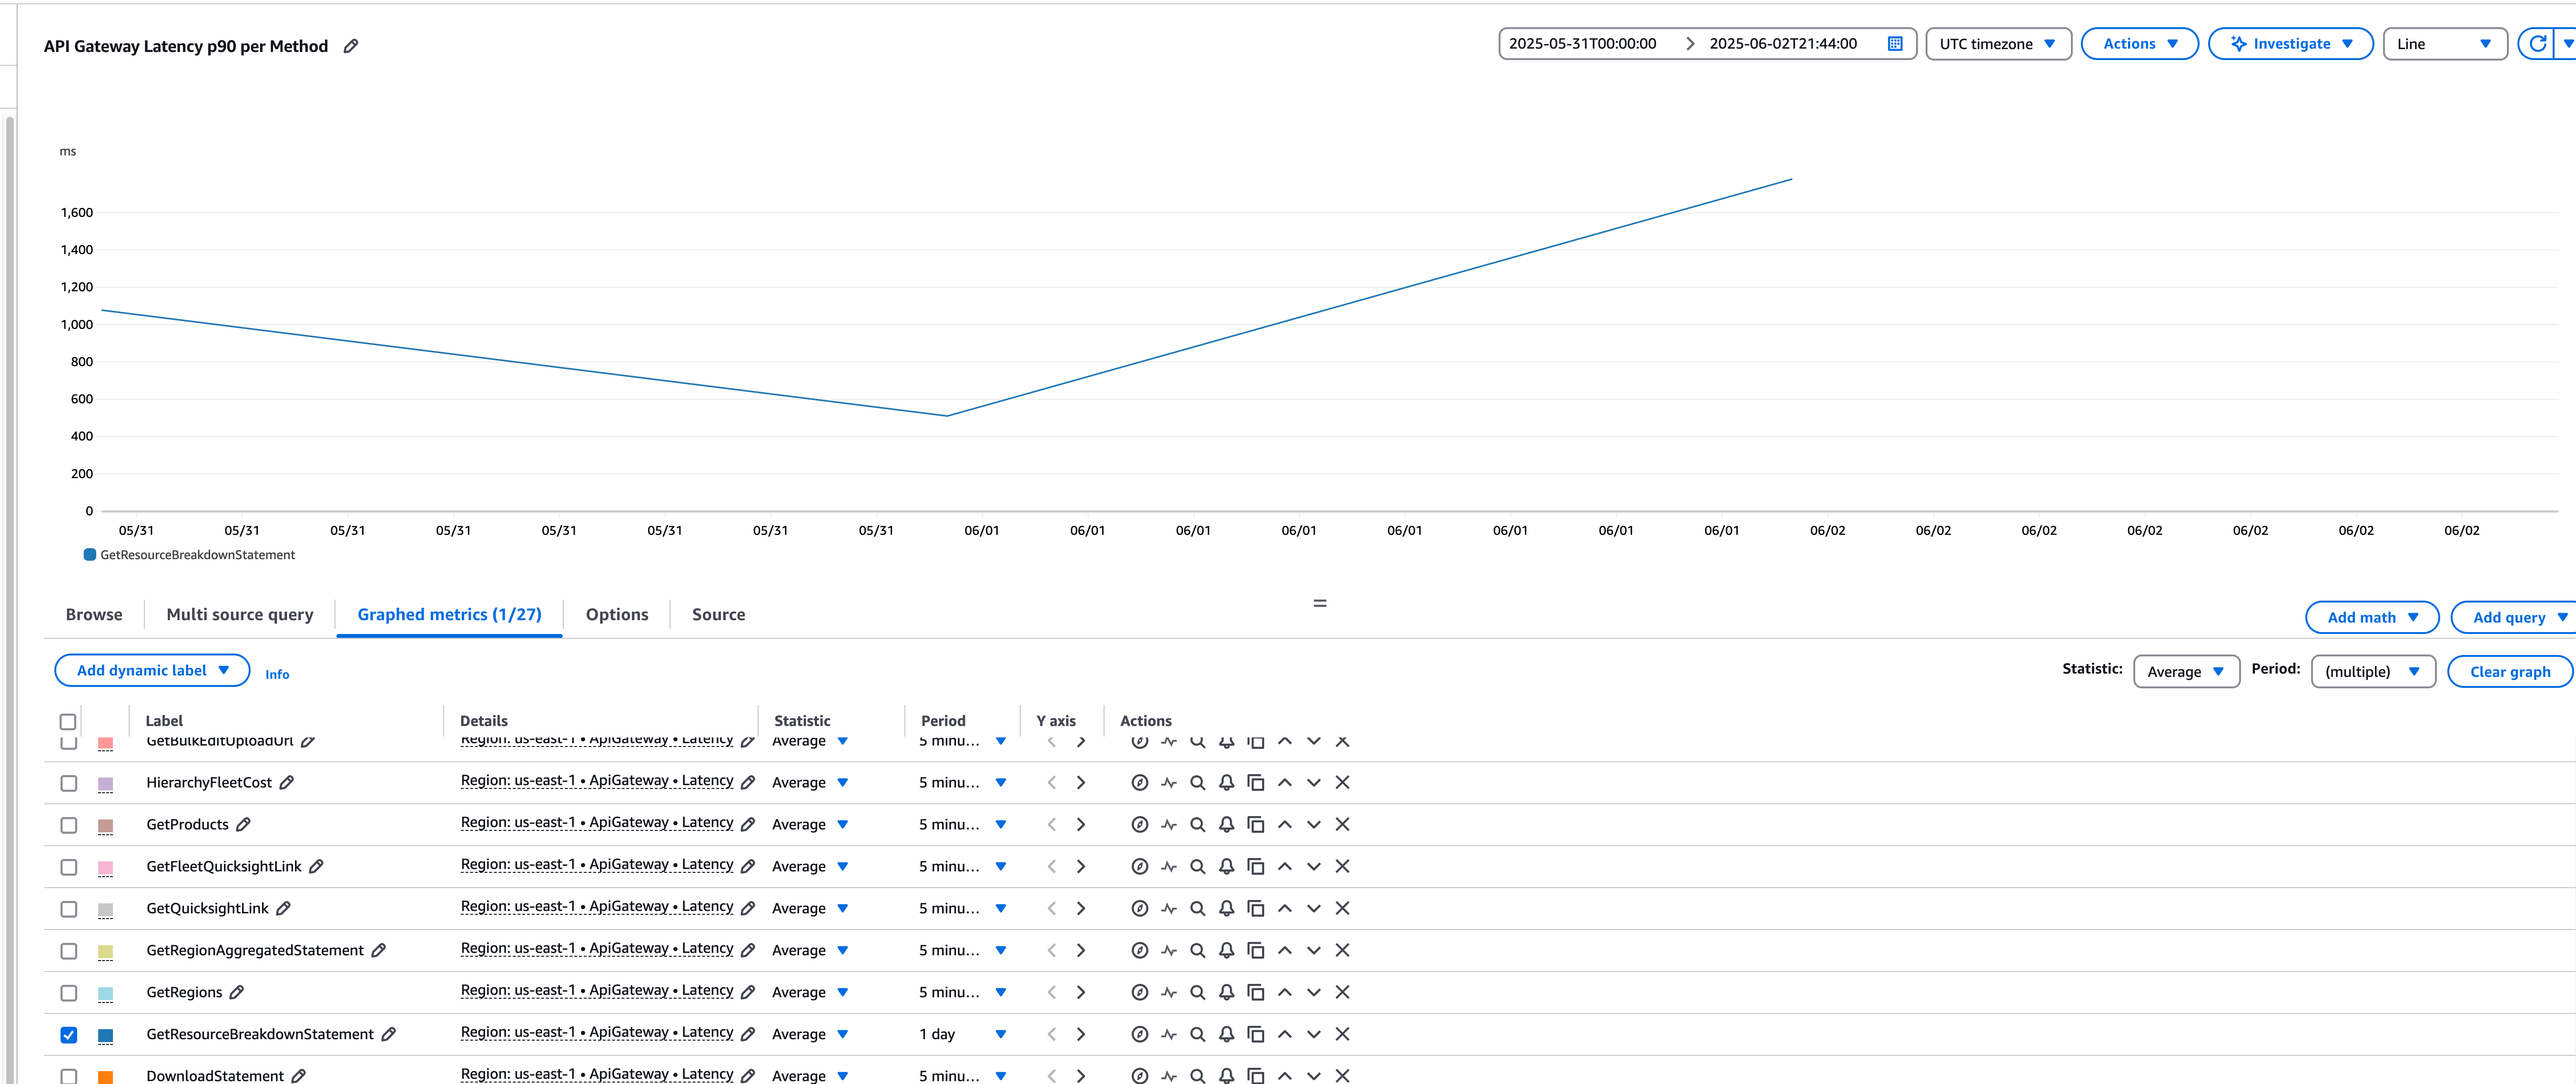 API Gateway Latency p90 per Method
2025-05-31T00:00:00 2025-06-02T21:44:00 UTC timezone Actions Investigate Line
ms
1,600
1,400
1,200
1,000
800
600
400
200
0
05/31 05/31 05/31 05/31 05/31 05/31 05/31 05/31 06/01 06/01 06/01 06/01 06/01 06/01 06/01 06/01 06/02 06/02 06/02 06/02 06/02 06/02 06/02
GetResourceBreakdownStatement
Browse Multi source query Graphed metrics (1/27) Options Source Add math Add query
Add dynamic label Info Statistic: Average Period: (multiple) Clear graph
Label Details Statistic Period Y axis Actions
GetBulkEditUploadUrl Region: us-east-1 • ApiGateway • Latency Average 5 minu...
HierarchyFleetCost Region: us-east-1 • ApiGateway • Latency Average 5 minu...
GetProducts Region: us-east-1 • ApiGateway • Latency Average 5 minu...
GetFleetQuicksightLink Region: us-east-1 • ApiGateway • Latency Average 5 minu...
GetQuicksightLink Region: us-east-1 • ApiGateway • Latency Average 5 minu...
GetRegionAggregatedStatement Region: us-east-1 • ApiGateway • Latency Average 5 minu...
GetRegions Region: us-east-1 • ApiGateway • Latency Average 5 minu...
GetResourceBreakdownStatement Region: us-east-1 • ApiGateway • Latency Average 1 day
DownloadStatement Region: us-east-1 • ApiGateway • Latency Average 5 minu...